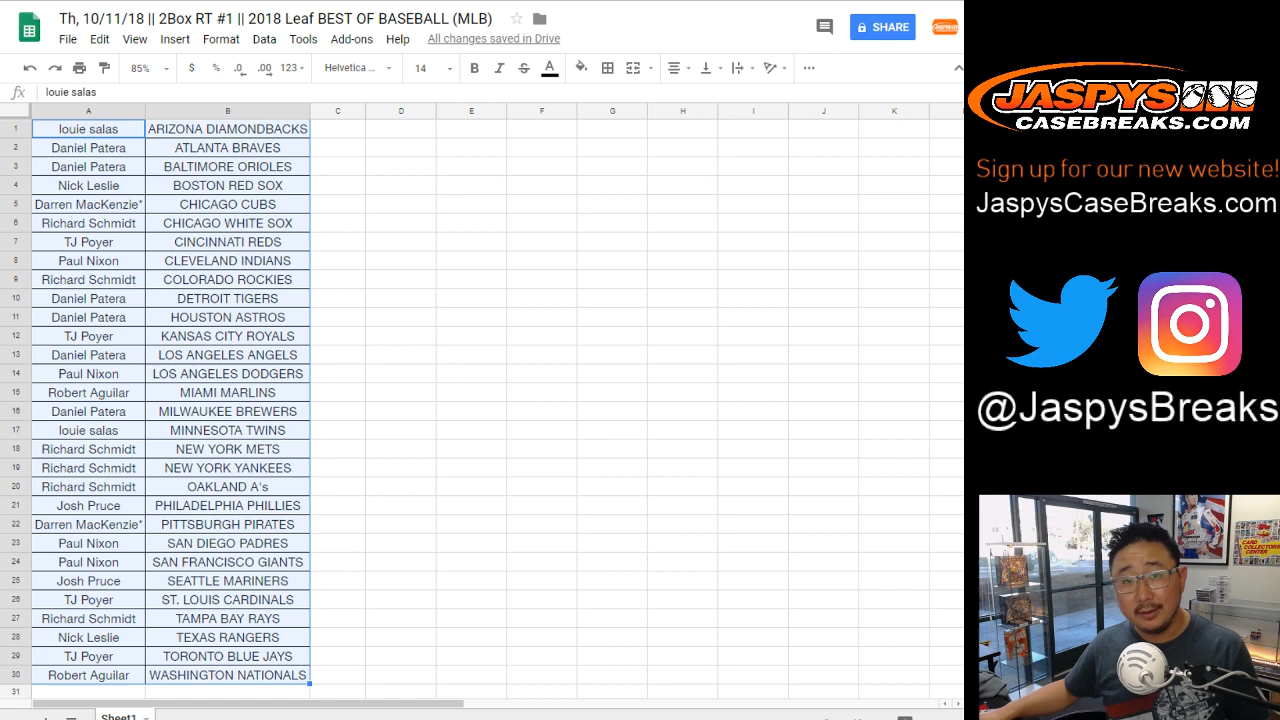 Th, 10/11/18 || 2Box RT #1 || 2018 Leaf BEST OF BASEBALL (MLB)
File Edit View Insert Format Data Tools Add-ons Help All changes saved in Drive
SHARE
85% $ % .0 .00 123 Helvetica ... 14 B I S A
fx louie salas
A B C D E F G H I J K
1 louie salas ARIZONA DIAMONDBACKS
2 Daniel Patera ATLANTA BRAVES
3 Daniel Patera BALTIMORE ORIOLES
4 Nick Leslie BOSTON RED SOX
5 Darren MacKenzie* CHICAGO CUBS
6 Richard Schmidt CHICAGO WHITE SOX
7 TJ Poyer CINCINNATI REDS
8 Paul Nixon CLEVELAND INDIANS
9 Richard Schmidt COLORADO ROCKIES
10 Daniel Patera DETROIT TIGERS
11 Daniel Patera HOUSTON ASTROS
12 TJ Poyer KANSAS CITY ROYALS
13 Daniel Patera LOS ANGELES ANGELS
14 Paul Nixon LOS ANGELES DODGERS
15 Robert Aguilar MIAMI MARLINS
16 Daniel Patera MILWAUKEE BREWERS
17 louie salas MINNESOTA TWINS
18 Richard Schmidt NEW YORK METS
19 Richard Schmidt NEW YORK YANKEES
20 Richard Schmidt OAKLAND A's
21 Josh Pruce PHILADELPHIA PHILLIES
22 Darren MacKenzie* PITTSBURGH PIRATES
23 Paul Nixon SAN DIEGO PADRES
24 Paul Nixon SAN FRANCISCO GIANTS
25 Josh Pruce SEATTLE MARINERS
26 TJ Poyer ST. LOUIS CARDINALS
27 Richard Schmidt TAMPA BAY RAYS
28 Nick Leslie TEXAS RANGERS
29 TJ Poyer TORONTO BLUE JAYS
30 Robert Aguilar WASHINGTON NATIONALS
31
Sheet1
JASPYS
CASEBREAKS.COM
Sign up for our new website!
JaspysCaseBreaks.com
@JaspysBreaks
CARD
COLLECTORS
CENTER